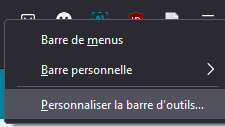 Barre de menus
Barre personnelle
Personnaliser la barre d'outils...